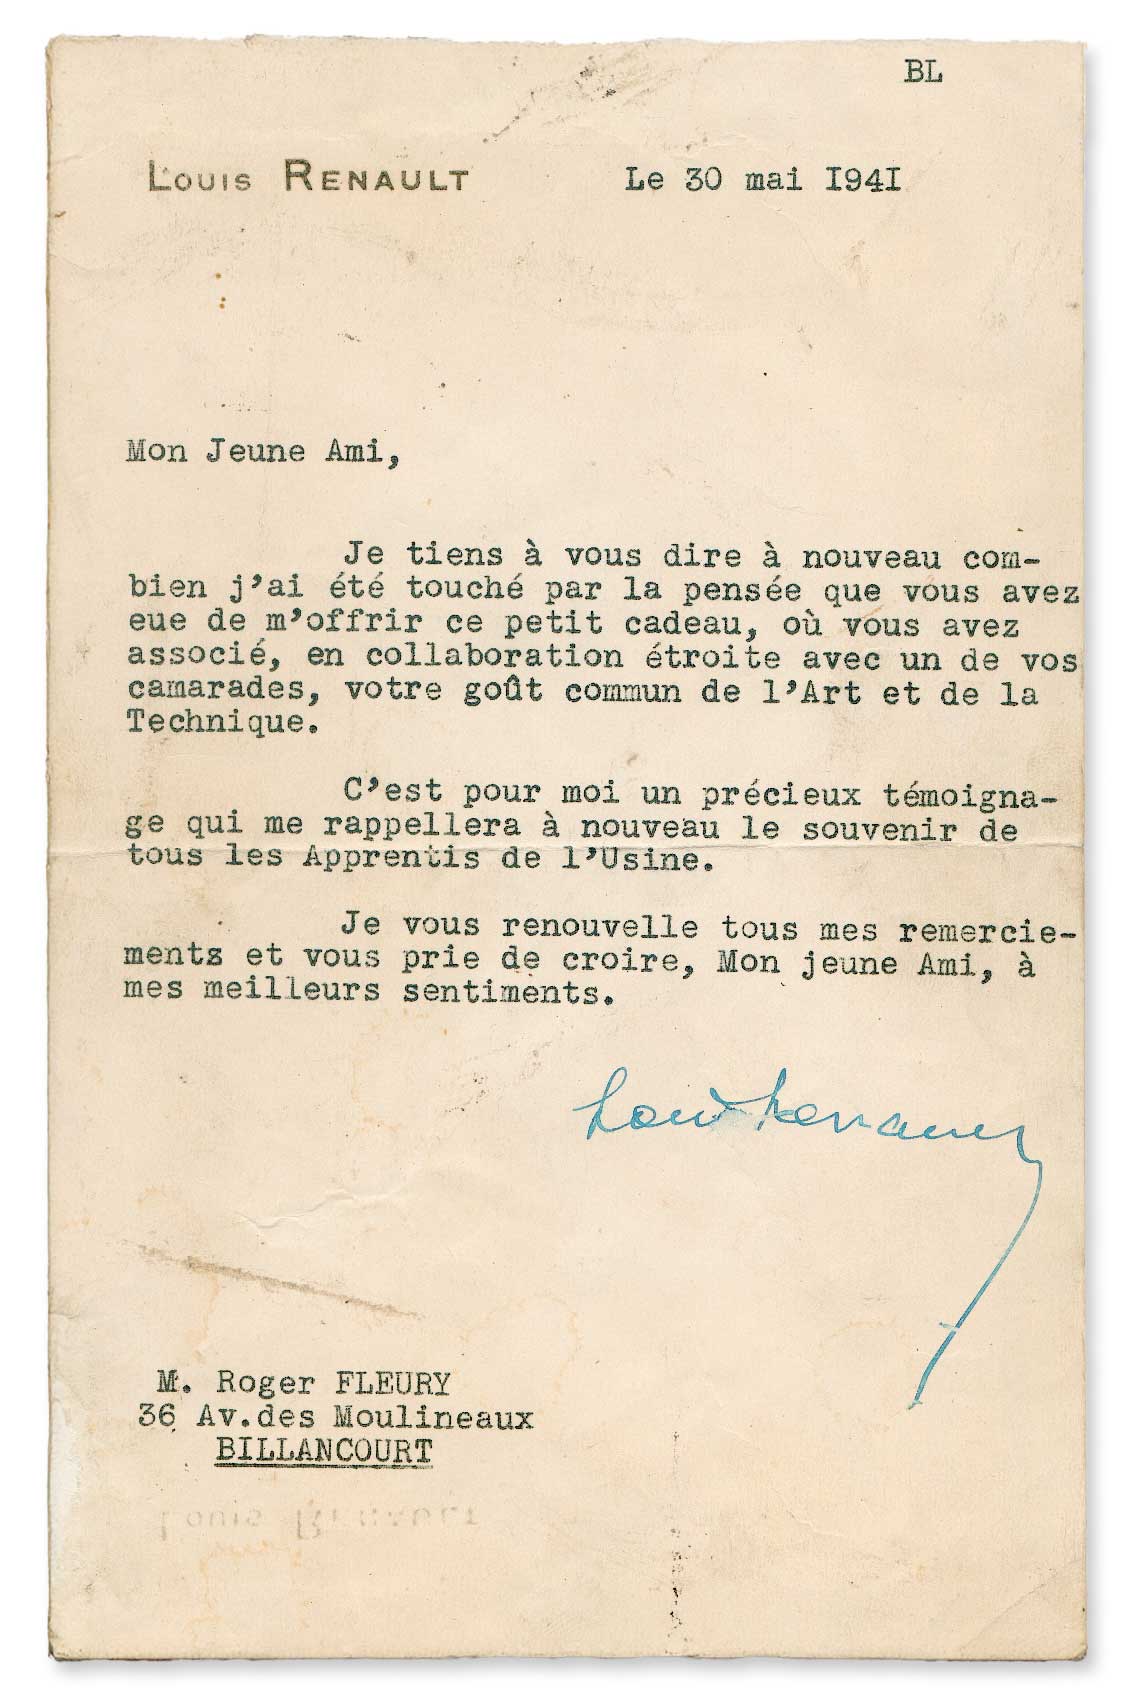 BL
LOUIS RENAULT Le 30 mai I94I
Mon Jeune Ami,
Je tiens à vous dire à nouveau com-
bien j'ai été touché par la pensée que vous avez
eue de m'offrir ce petit cadeau, où vous avez
associé, en collaboration étroite avec un de vos
camarades, votre goût commun de l'Art et de la
Technique.
C'est pour moi un précieux témoigna-
ge qui me rappellera à nouveau le souvenir de
tous les Apprentis de l'Usine.
Je vous renouvelle tous mes remercie-
ments et vous prie de croire, Mon jeune Ami, à
mes meilleurs sentiments.
Louis Renault
M. Roger FLEURY
36 Av.des Moulineaux
BILLANCOURT
LOUIS RENAULT